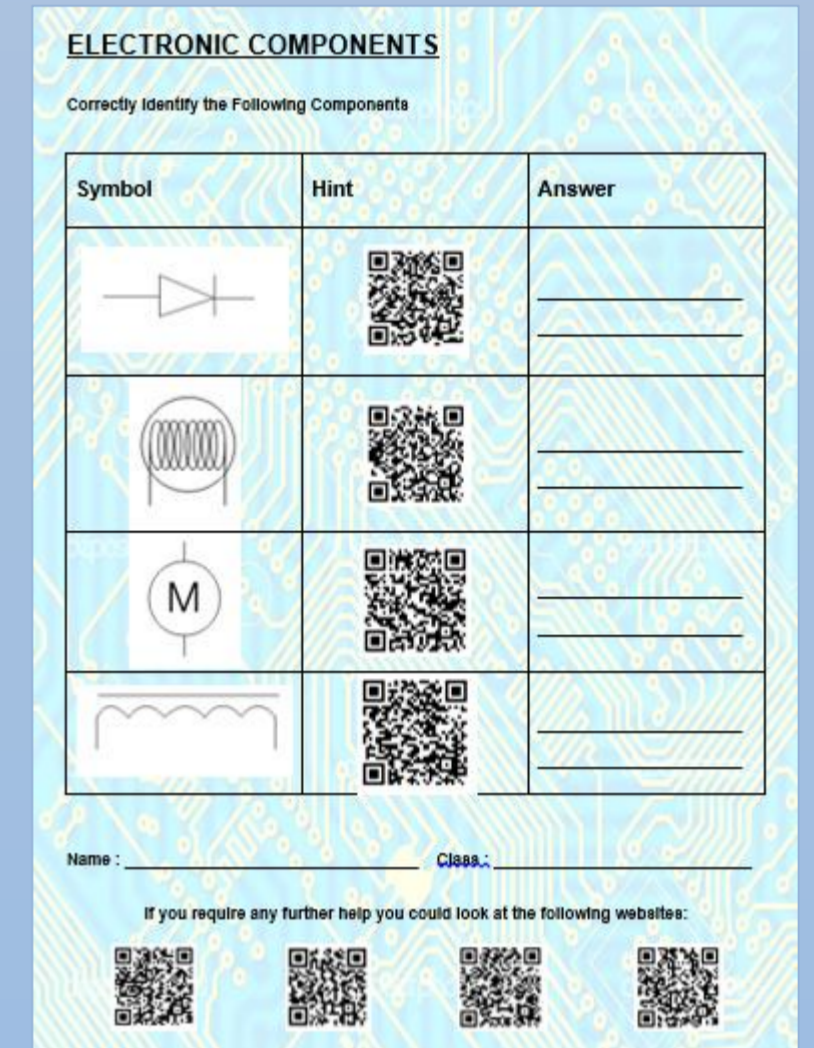 ELECTRONIC COMPONENTS
Correctly Identify the Following Components
Symbol Hint Answer
M
Name : Class :
If you require any further help you could look at the following websites: